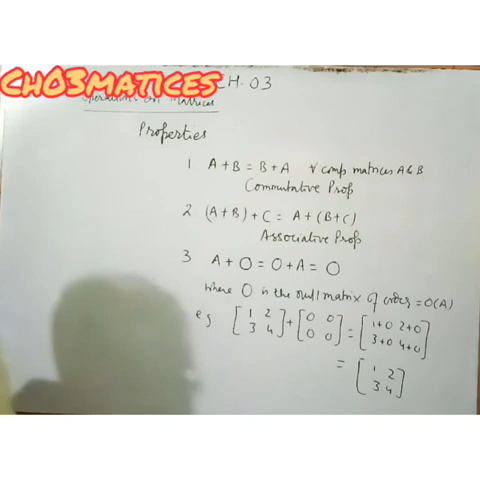 Ch03matices
CH-03
Operations on Matrices
Properties
1 A + B = B + A ∀ comp matrices A & B
Commutative Prop
2 (A + B) + C = A + (B + C)
Associative Prop
3 A + O = O + A = O
where O is the null matrix of order = O(A)
eg [1 2 / 3 4] + [0 0 / 0 0] = [1+0 2+0 / 3+0 4+0]
= [1 2 / 3 4]